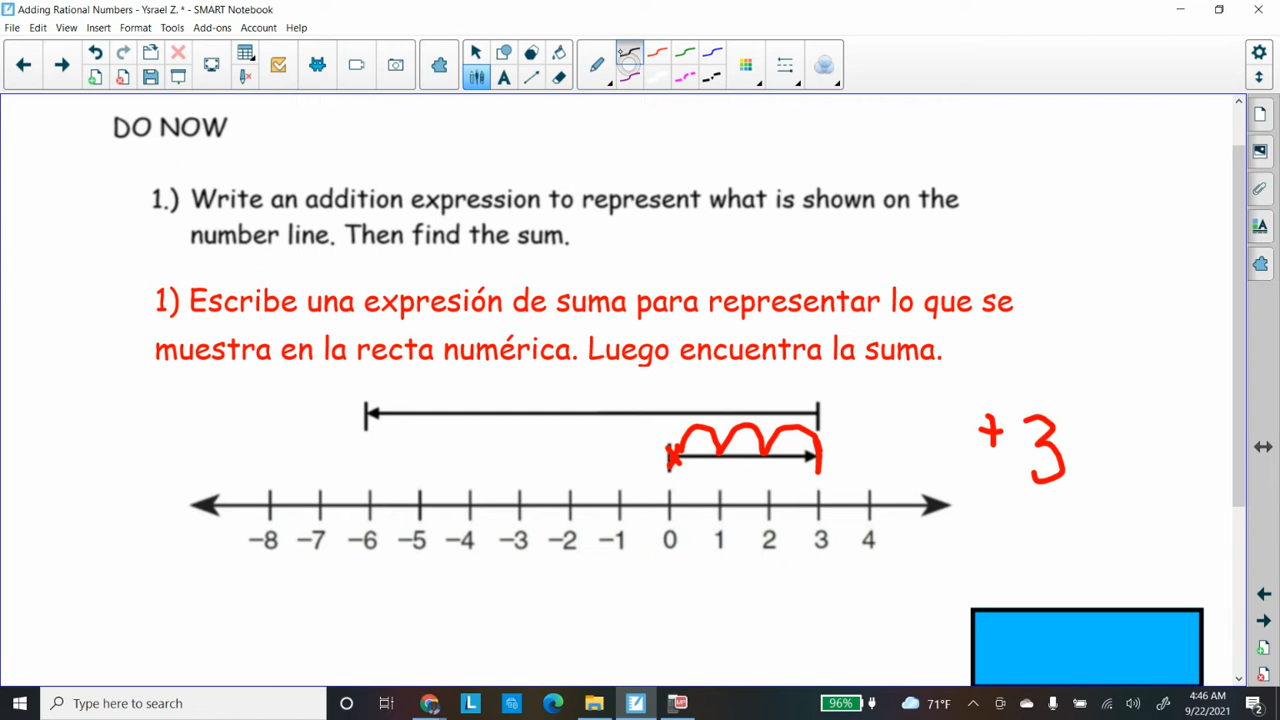 Adding Rational Numbers - Ysrael Z. * - SMART Notebook
File Edit View Insert Format Tools Add-ons Account Help
DO NOW
1.) Write an addition expression to represent what is shown on the
number line. Then find the sum.
1) Escribe una expresión de suma para representar lo que se
muestra en la recta numérica. Luego encuentra la suma.
+3
–8 –7 –6 –5 –4 –3 –2 –1 0 1 2 3 4
Type here to search
96%
71°F
4:46 AM
9/22/2021
2